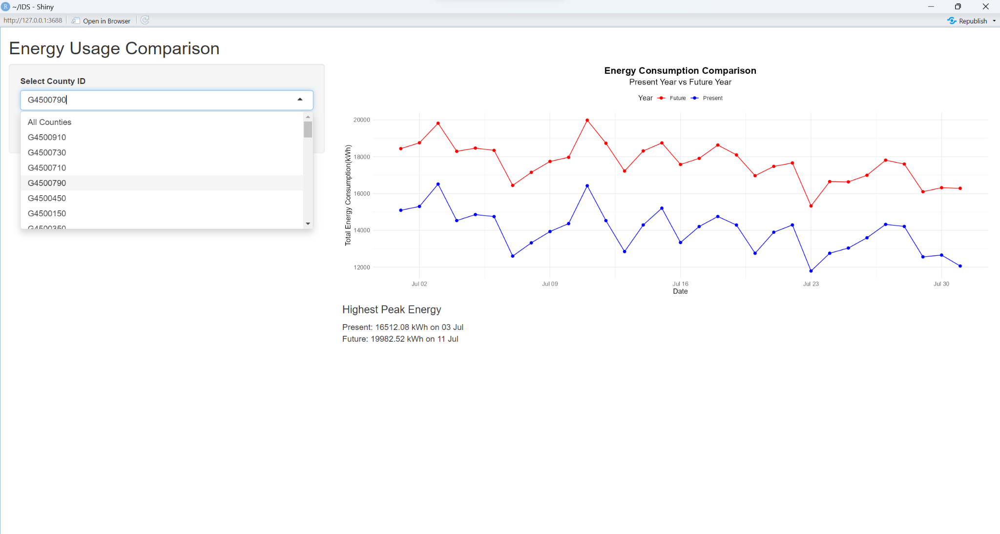 R ~/IDS - Shiny
http://127.0.0.1:3688 Open in Browser Republish
Energy Usage Comparison
Select County ID
G4500790
All Counties
G4500910
G4500730
G4500710
G4500790
G4500450
G4500150
G4500350
Energy Consumption Comparison
Present Year vs Future Year
Year Future Present
Total Energy Consumption(kWh)
20000
18000
16000
14000
12000
Jul 02 Jul 09 Jul 16 Jul 23 Jul 30
Date
Highest Peak Energy
Present: 16512.08 kWh on 03 Jul
Future: 19982.52 kWh on 11 Jul